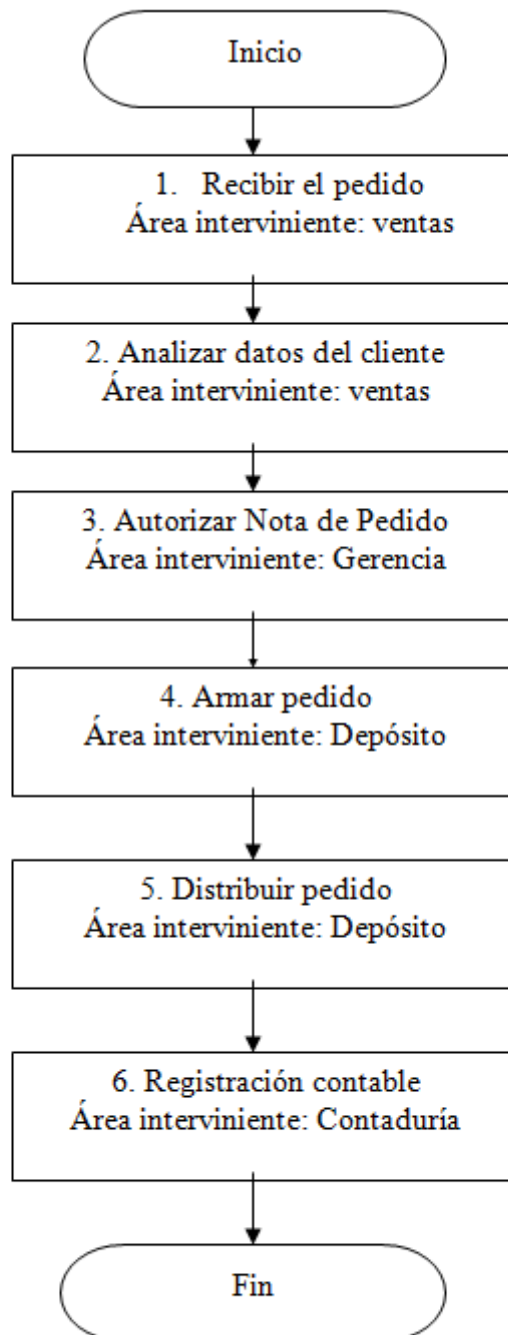 Inicio
1. Recibir el pedido
Área interviniente: ventas
2. Analizar datos del cliente
Área interviniente: ventas
3. Autorizar Nota de Pedido
Área interviniente: Gerencia
4. Armar pedido
Área interviniente: Depósito
5. Distribuir pedido
Área interviniente: Depósito
6. Registración contable
Área interviniente: Contaduría
Fin